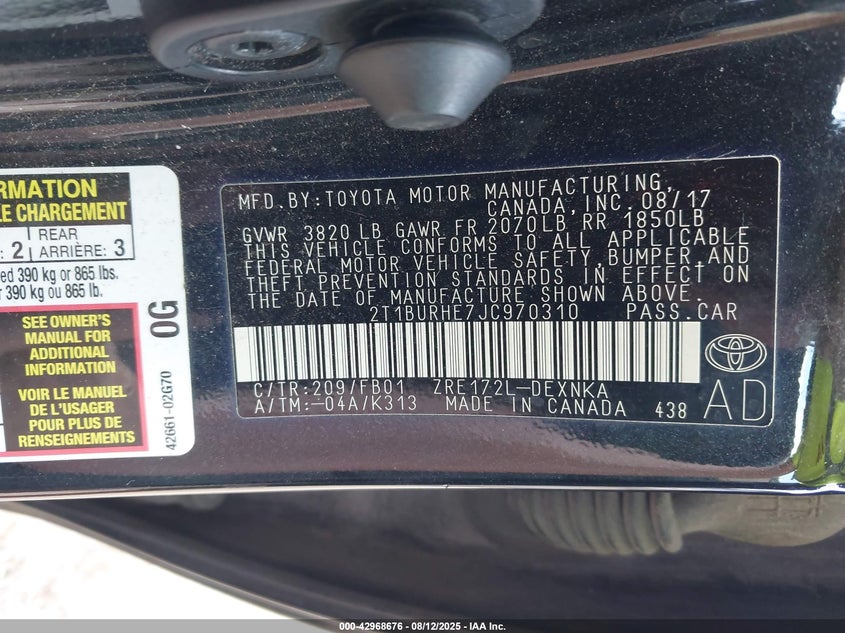 RMATION
LE CHARGEMENT
: 2 REAR
ARRIÈRE: 3
ed 390 kg or 865 lbs.
r 390 kg ou 865 lb.
SEE OWNER'S
MANUAL FOR
ADDITIONAL
INFORMATION
VOIR LE MANUEL
DE L'USAGER
POUR PLUS DE
RENSEIGNEMENTS
0G
42661-02G70
MFD.BY:TOYOTA MOTOR MANUFACTURING,
CANADA,INC. 08/17
GVWR 3820 LB GAWR FR 2070LB RR 1850LB
THIS VEHICLE CONFORMS TO ALL APPLICABLE
FEDERAL MOTOR VEHICLE SAFETY,BUMPER,AND
THEFT PREVENTION STANDARDS IN EFFECT ON
THE DATE OF MANUFACTURE SHOWN ABOVE.
2T1BURHE7JC970310 PASS.CAR
C/TR:209/FB01 ZRE172L-DEXNKA
A/TM:-04A/K313 MADE IN CANADA 438
AD
000-42968676 - 08/12/2025 - IAA Inc.